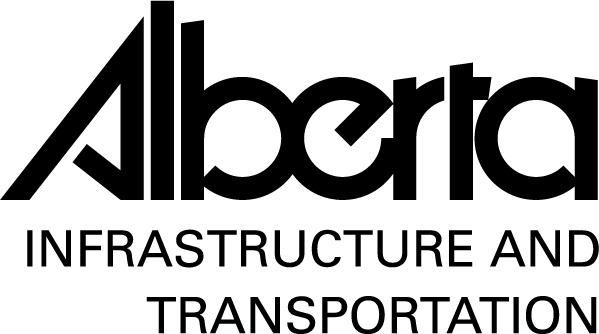 Alberta
INFRASTRUCTURE AND
TRANSPORTATION